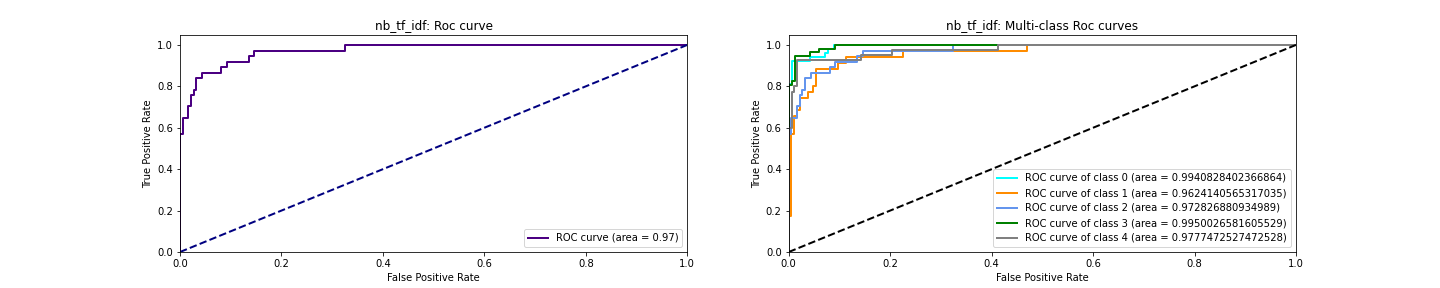 nb_tf_idf: Roc curve
1.0
0.8
0.6
0.4
0.2
0.0
True Positive Rate
0.0 0.2 0.4 0.6 0.8 1.0
False Positive Rate
ROC curve (area = 0.97)
nb_tf_idf: Multi-class Roc curves
1.0
0.8
0.6
0.4
0.2
0.0
True Positive Rate
0.0 0.2 0.4 0.6 0.8 1.0
False Positive Rate
ROC curve of class 0 (area = 0.9940828402366864)
ROC curve of class 1 (area = 0.9624140565317035)
ROC curve of class 2 (area = 0.972826880934989)
ROC curve of class 3 (area = 0.9950026581605529)
ROC curve of class 4 (area = 0.9777472527472528)